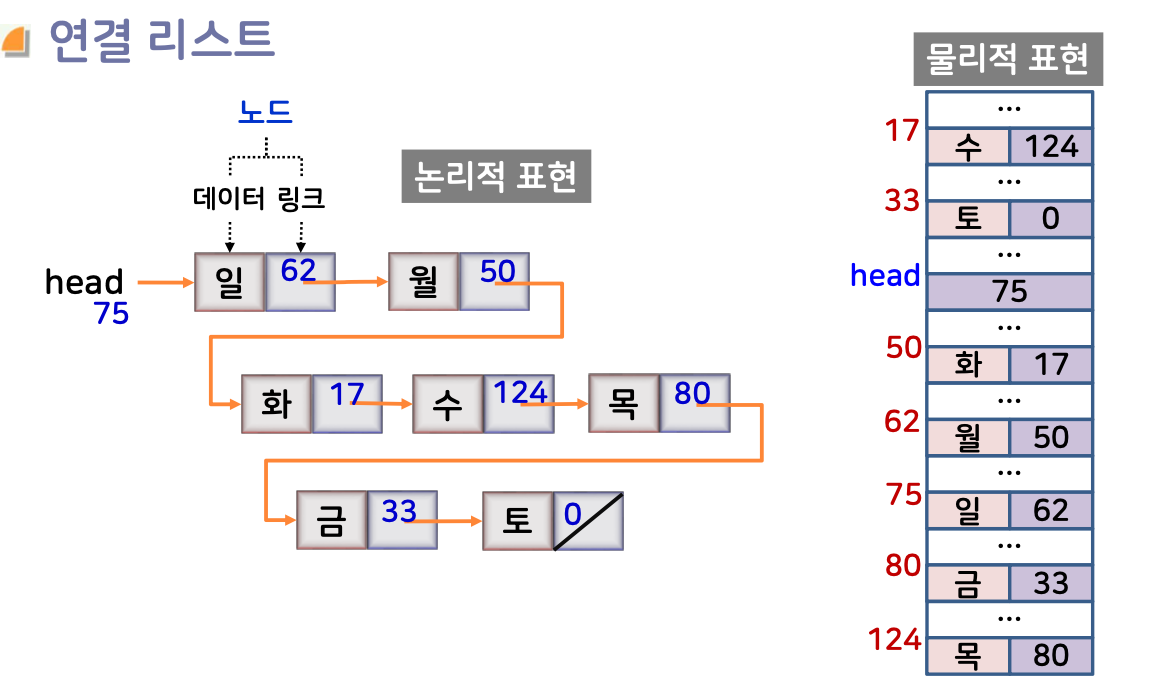 연결 리스트
노드
데이터 링크
논리적 표현
head
75
일 62
월 50
화 17
수 124
목 80
금 33
토 0
물리적 표현
...
17
수 124
...
33
토 0
...
head
75
...
50
화 17
...
62
월 50
...
75
일 62
...
80
금 33
...
124
목 80